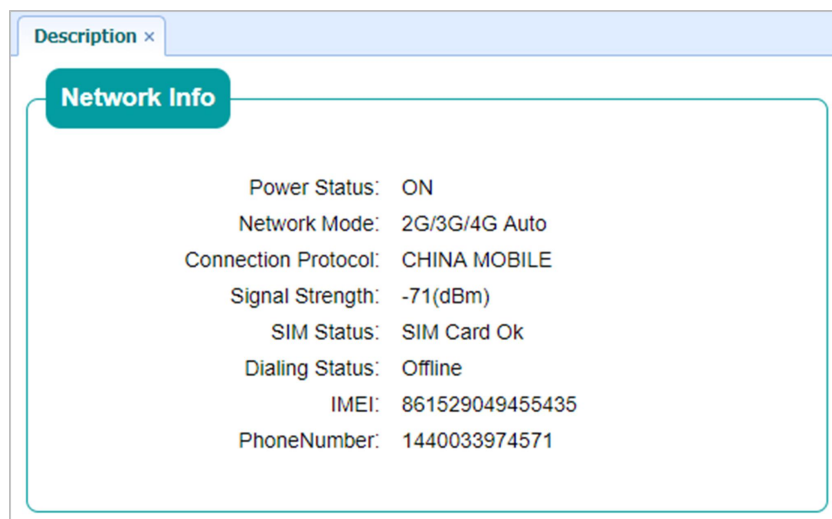 Description ×
Network Info
Power Status: ON
Network Mode: 2G/3G/4G Auto
Connection Protocol: CHINA MOBILE
Signal Strength: -71(dBm)
SIM Status: SIM Card Ok
Dialing Status: Offline
IMEI: 861529049455435
PhoneNumber: 1440033974571